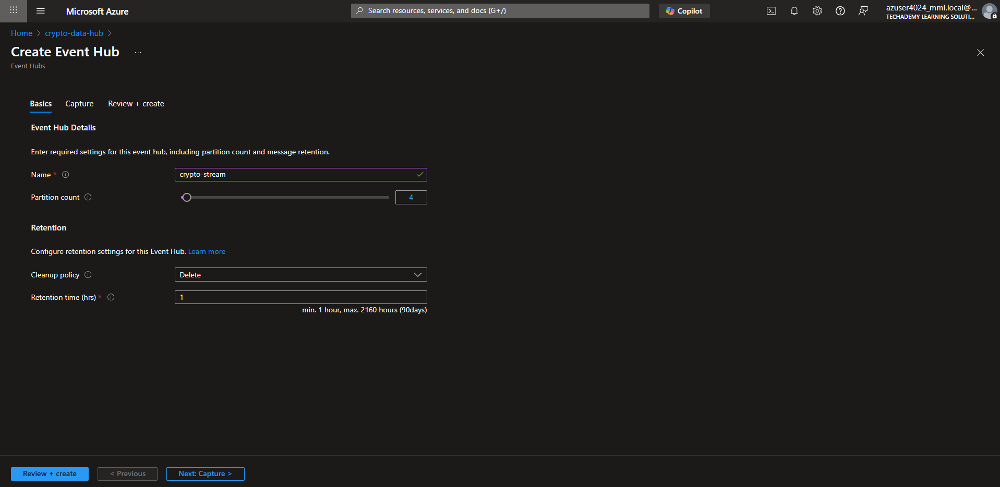 Microsoft Azure
Search resources, services, and docs (G+/)
Copilot
azuser4024_mml.local@...
TECHADEMY LEARNING SOLUTI...
Home > crypto-data-hub >
Create Event Hub ...
Event Hubs
Basics Capture Review + create
Event Hub Details
Enter required settings for this event hub, including partition count and message retention.
Name * crypto-stream
Partition count 4
Retention
Configure retention settings for this Event Hub. Learn more
Cleanup policy Delete
Retention time (hrs) * 1
min. 1 hour, max. 2160 hours (90days)
Review + create < Previous Next: Capture >